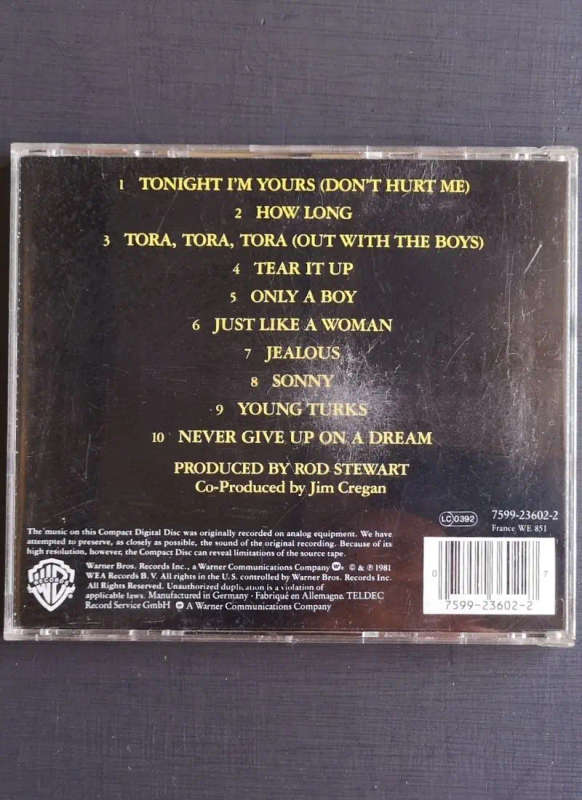 1 TONIGHT I'M YOURS (DON'T HURT ME)
2 HOW LONG
3 TORA, TORA, TORA (OUT WITH THE BOYS)
4 TEAR IT UP
5 ONLY A BOY
6 JUST LIKE A WOMAN
7 JEALOUS
8 SONNY
9 YOUNG TURKS
10 NEVER GIVE UP ON A DREAM
PRODUCED BY ROD STEWART
Co-Produced by Jim Cregan
LC 0392 7599-23602-2
France WE 851
The music on this Compact Digital Disc was originally recorded on analog equipment. We have
attempted to preserve, as closely as possible, the sound of the original recording. Because of its
high resolution, however, the Compact Disc can reveal limitations of the source tape.
Warner Bros. Records Inc., a Warner Communications Company © & ℗ 1981
WEA Records B. V. All rights in the U. S. controlled by Warner Bros. Records Inc.
All Rights Reserved. Unauthorized duplication is a violation of
applicable laws. Manufactured in Germany · Fabriqué en Allemagne. TELDEC
Record Service GmbH A Warner Communications Company
WB
RECORDS
0 7
7599-23602-2